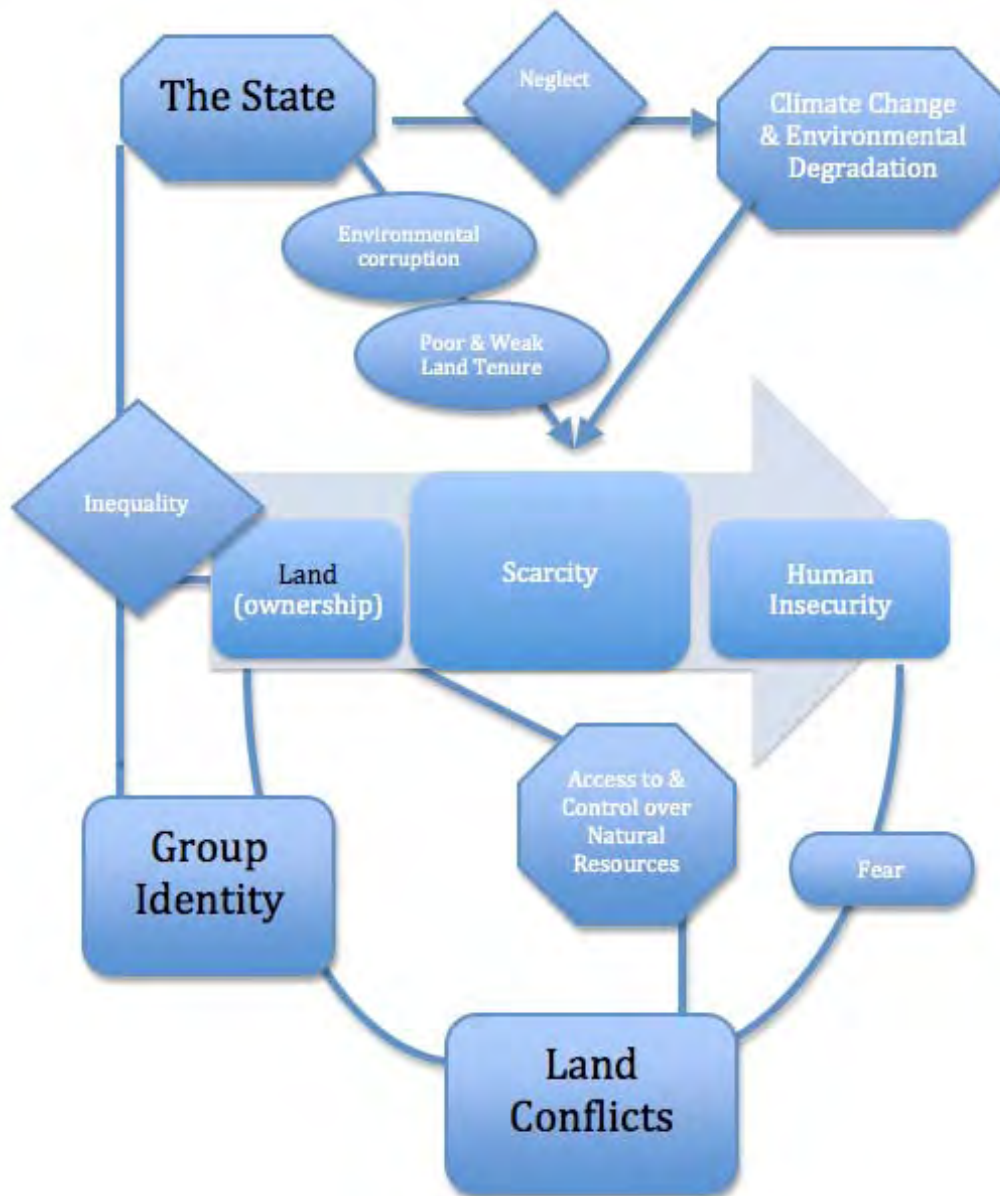 The State
Neglect
Climate Change
& Environmental
Degradation
Environmental
corruption
Poor & Weak
Land Tenure
Inequality
Land
(ownership)
Scarcity
Human
Insecurity
Access to &
Control over
Natural
Resources
Group
Identity
Fear
Land
Conflicts